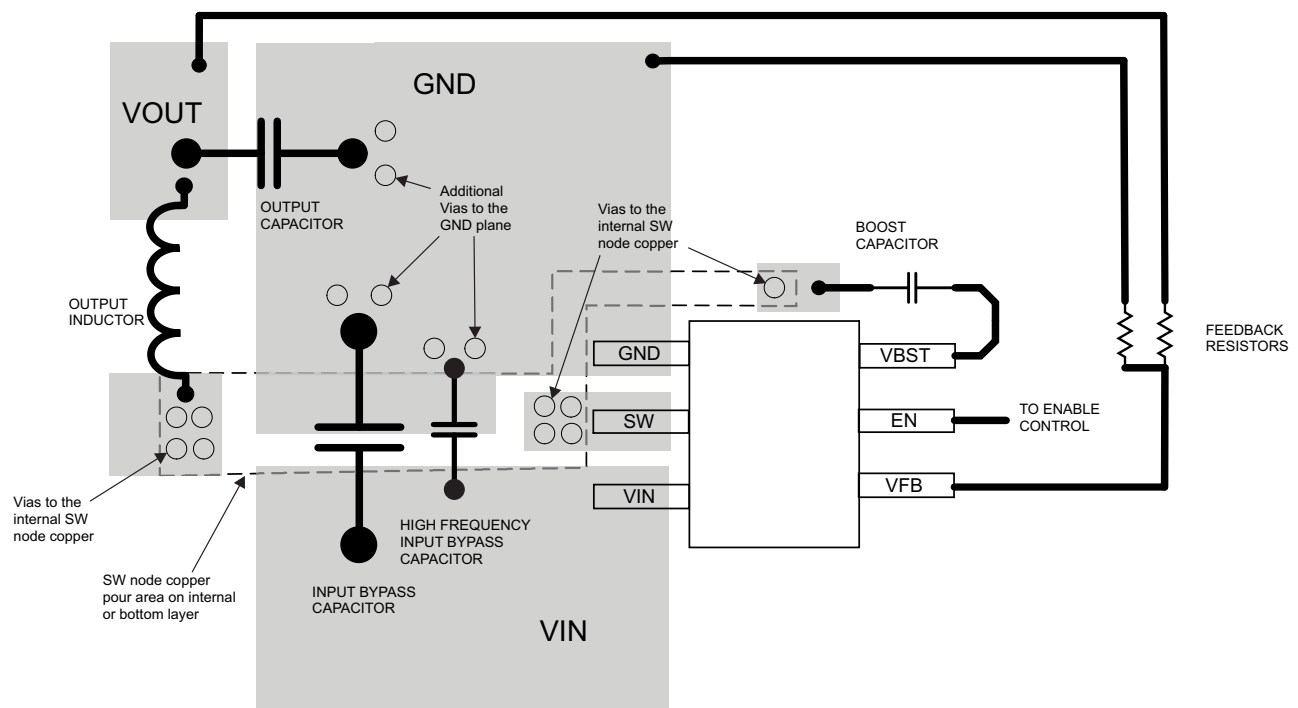 GND
VOUT
OUTPUT
CAPACITOR
Additional
Vias to the
GND plane
Vias to the
internal SW
node copper
BOOST
CAPACITOR
OUTPUT
INDUCTOR
FEEDBACK
RESISTORS
GND
VBST
SW
EN
TO ENABLE
CONTROL
VIN
VFB
Vias to the
internal SW
node copper
HIGH FREQUENCY
INPUT BYPASS
CAPACITOR
SW node copper
pour area on internal
or bottom layer
INPUT BYPASS
CAPACITOR
VIN